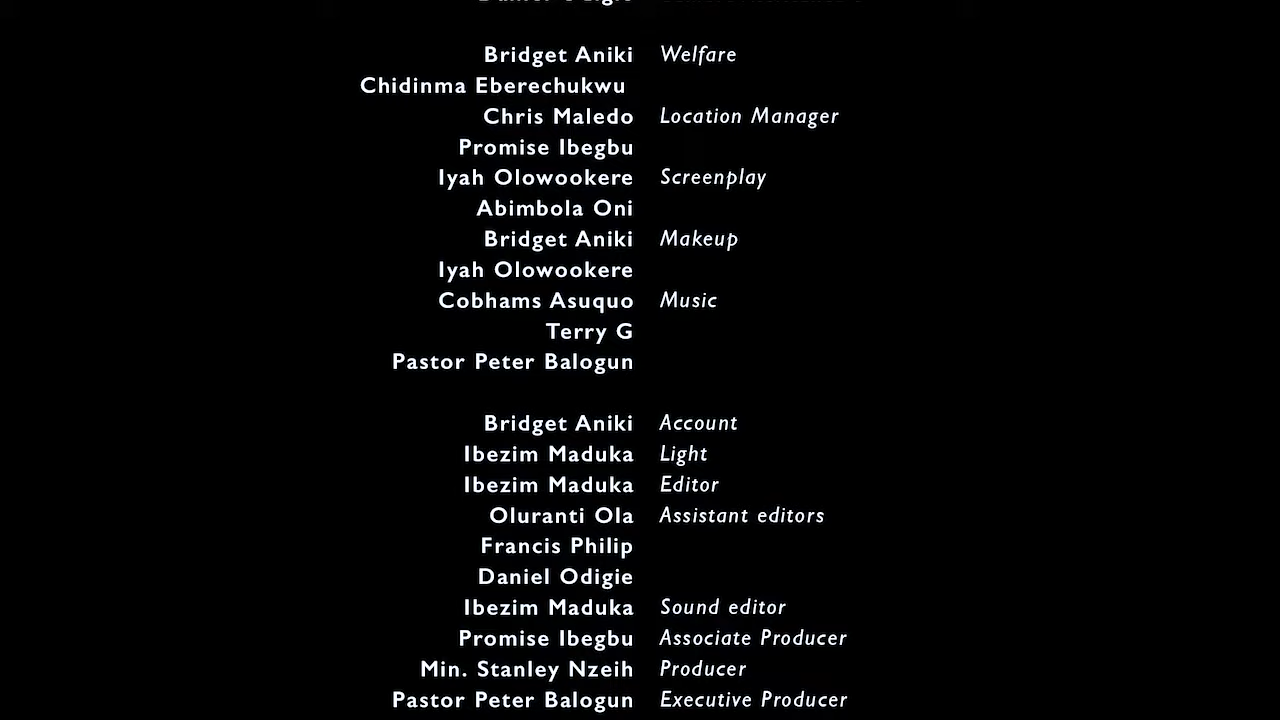 Bridget Aniki Welfare
Chidinma Eberechukwu
Chris Maledo Location Manager
Promise Ibegbu
Iyah Olowookere Screenplay
Abimbola Oni
Bridget Aniki Makeup
Iyah Olowookere
Cobhams Asuquo Music
Terry G
Pastor Peter Balogun
Bridget Aniki Account
Ibezim Maduka Light
Ibezim Maduka Editor
Oluranti Ola Assistant editors
Francis Philip
Daniel Odigie
Ibezim Maduka Sound editor
Promise Ibegbu Associate Producer
Min. Stanley Nzeih Producer
Pastor Peter Balogun Executive Producer